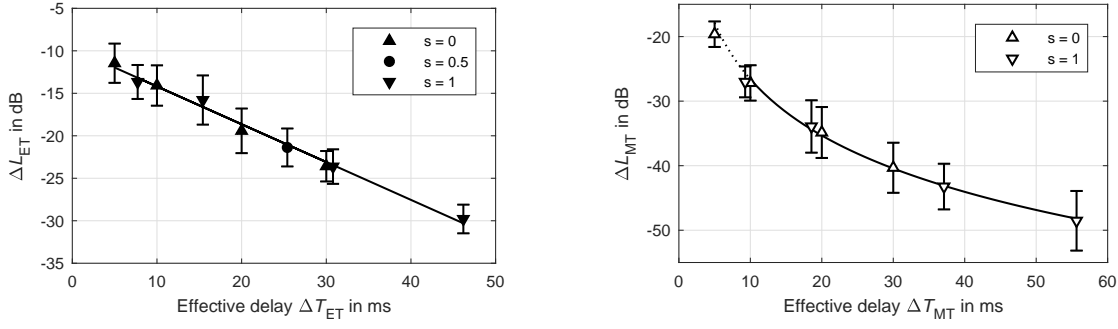 -5
-10
-15
-20
-25
-30
-35
0
10
20
30
40
50
ΔL_ET in dB
Effective delay ΔT_ET in ms
s = 0
s = 0.5
s = 1
-20
-30
-40
-50
0
10
20
30
40
50
60
ΔL_MT in dB
Effective delay ΔT_MT in ms
s = 0
s = 1